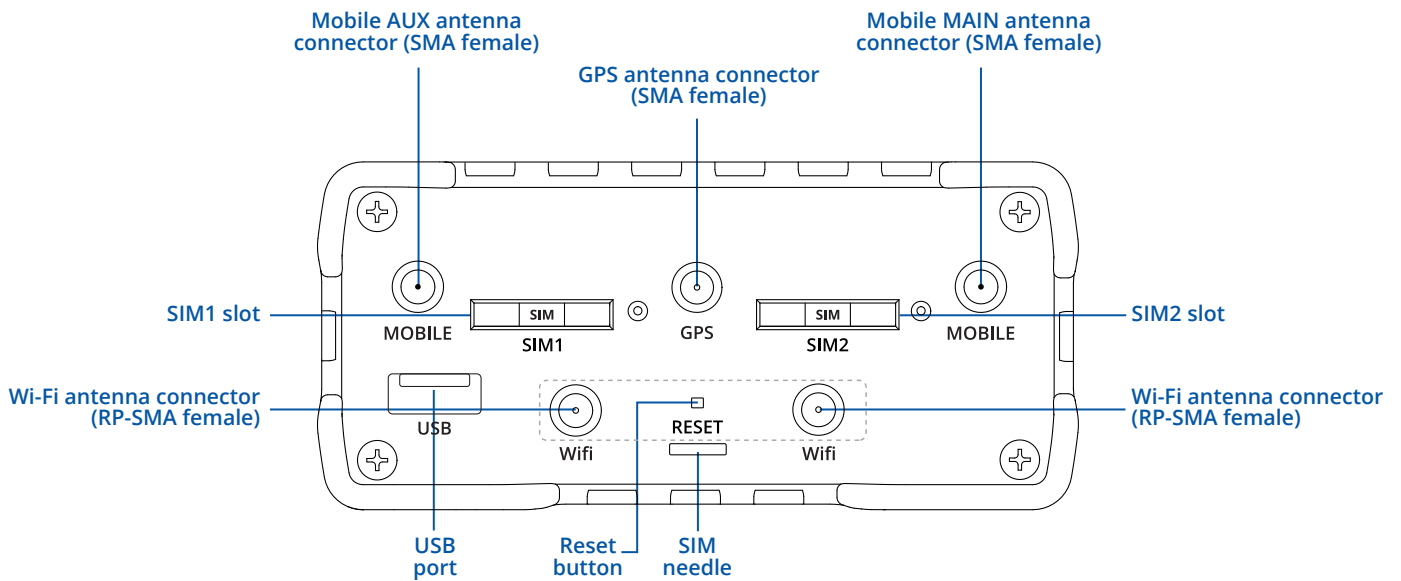 Mobile AUX antenna
connector (SMA female)
Mobile MAIN antenna
connector (SMA female)
GPS antenna connector
(SMA female)
SIM1 slot
MOBILE
SIM
SIM1
GPS
SIM
SIM2
MOBILE
SIM2 slot
Wi-Fi antenna connector
(RP-SMA female)
USB
Wifi
RESET
Wifi
Wi-Fi antenna connector
(RP-SMA female)
USB
port
Reset
button
SIM
needle